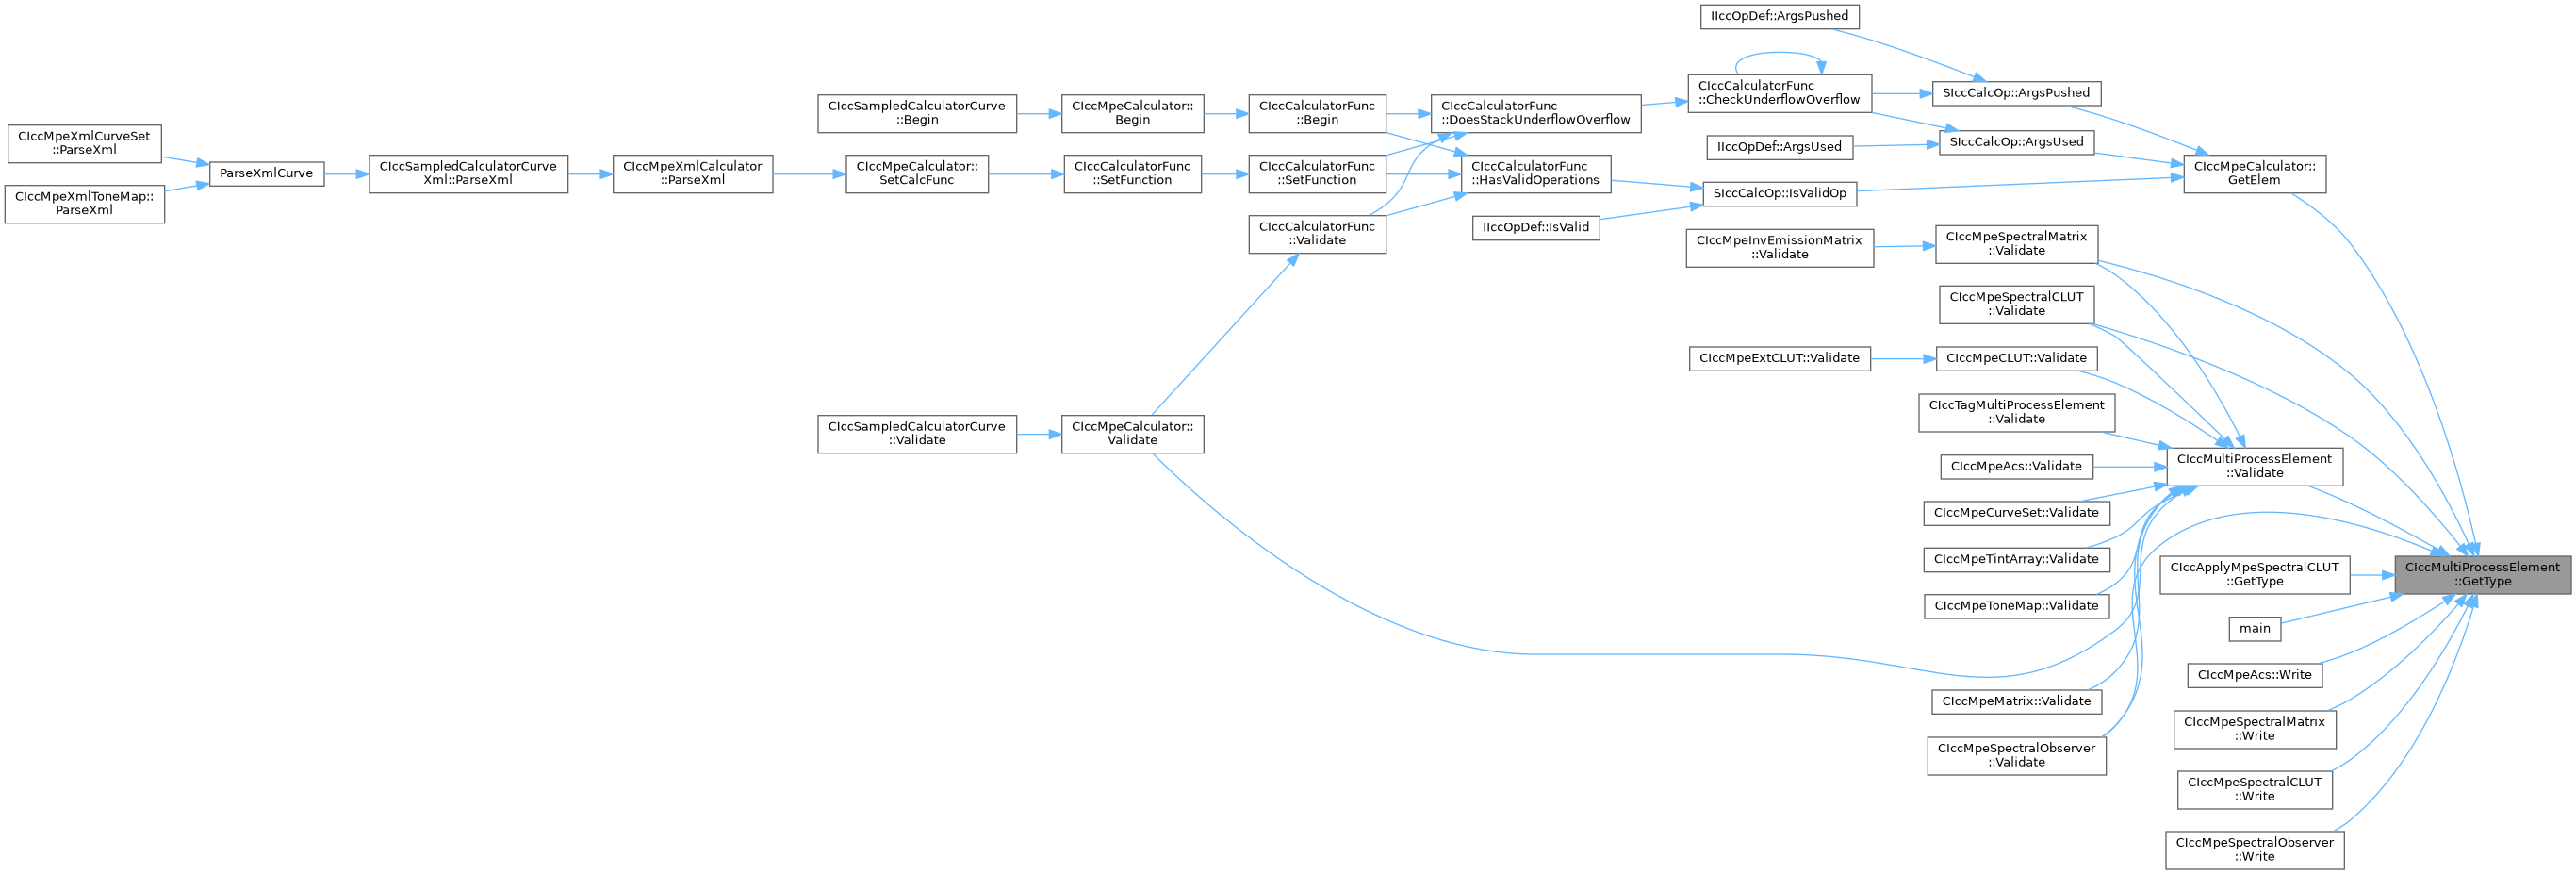 IIccOpDef::ArgsPushed
CIccCalculatorFunc
::CheckUnderflowOverflow
SIccCalcOp::ArgsPushed
CIccSampledCalculatorCurve
::Begin
CIccMpeCalculator::
Begin
CIccCalculatorFunc
::Begin
CIccCalculatorFunc
::DoesStackUnderflowOverflow
CIccMpeXmlCurveSet
::ParseXml
IIccOpDef::ArgsUsed
SIccCalcOp::ArgsUsed
ParseXmlCurve
CIccSampledCalculatorCurve
Xml::ParseXml
CIccMpeXmlCalculator
::ParseXml
CIccMpeCalculator::
SetCalcFunc
CIccCalculatorFunc
::SetFunction
CIccCalculatorFunc
::SetFunction
CIccCalculatorFunc
::HasValidOperations
CIccMpeCalculator::
GetElem
CIccMpeXmlToneMap::
ParseXml
SIccCalcOp::IsValidOp
CIccCalculatorFunc
::Validate
IIccOpDef::IsValid
CIccMpeInvEmissionMatrix
::Validate
CIccMpeSpectralMatrix
::Validate
CIccMpeSpectralCLUT
::Validate
CIccMpeExtCLUT::Validate
CIccMpeCLUT::Validate
CIccTagMultiProcessElement
::Validate
CIccSampledCalculatorCurve
::Validate
CIccMpeCalculator::
Validate
CIccMpeAcs::Validate
CIccMultiProcessElement
::Validate
CIccMpeCurveSet::Validate
CIccMpeTintArray::Validate
CIccApplyMpeSpectralCLUT
::GetType
CIccMultiProcessElement
::GetType
CIccMpeToneMap::Validate
main
CIccMpeAcs::Write
CIccMpeMatrix::Validate
CIccMpeSpectralMatrix
::Write
CIccMpeSpectralObserver
::Validate
CIccMpeSpectralCLUT
::Write
CIccMpeSpectralObserver
::Write